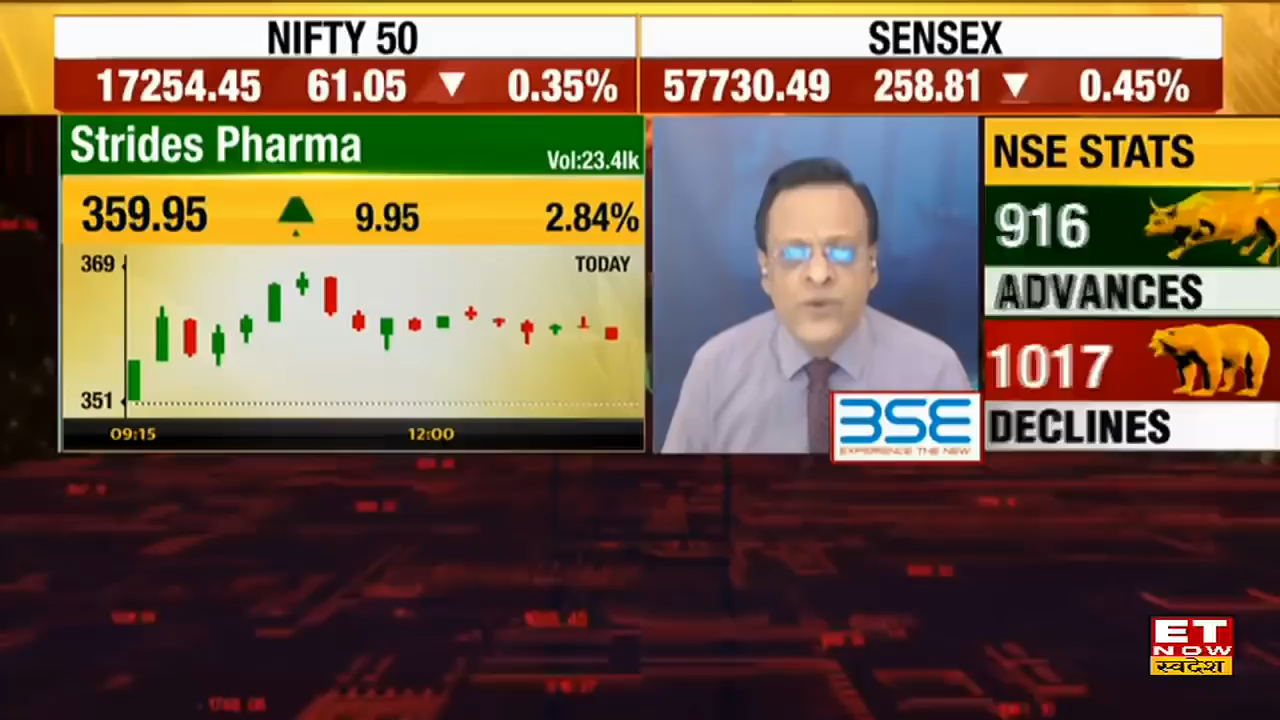 NIFTY 50
17254.45 61.05 ▼ 0.35%
SENSEX
57730.49 258.81 ▼ 0.45%
Strides Pharma
Vol:23.4lk
359.95 ▲ 9.95 2.84%
369
TODAY
351
09:15 12:00
BSE
EXPERIENCE THE NEW
NSE STATS
916
ADVANCES
1017
DECLINES
ET
NOW
स्वदेश